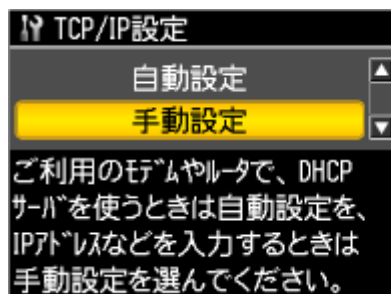 TCP/IP設定
自動設定
手動設定
ご利用のﾓﾃﾞﾑやﾙｰﾀで、DHCP
ｻｰﾊﾞを使うときは自動設定を、
IPｱﾄﾞﾚｽなどを入力するときは
手動設定を選んでください。